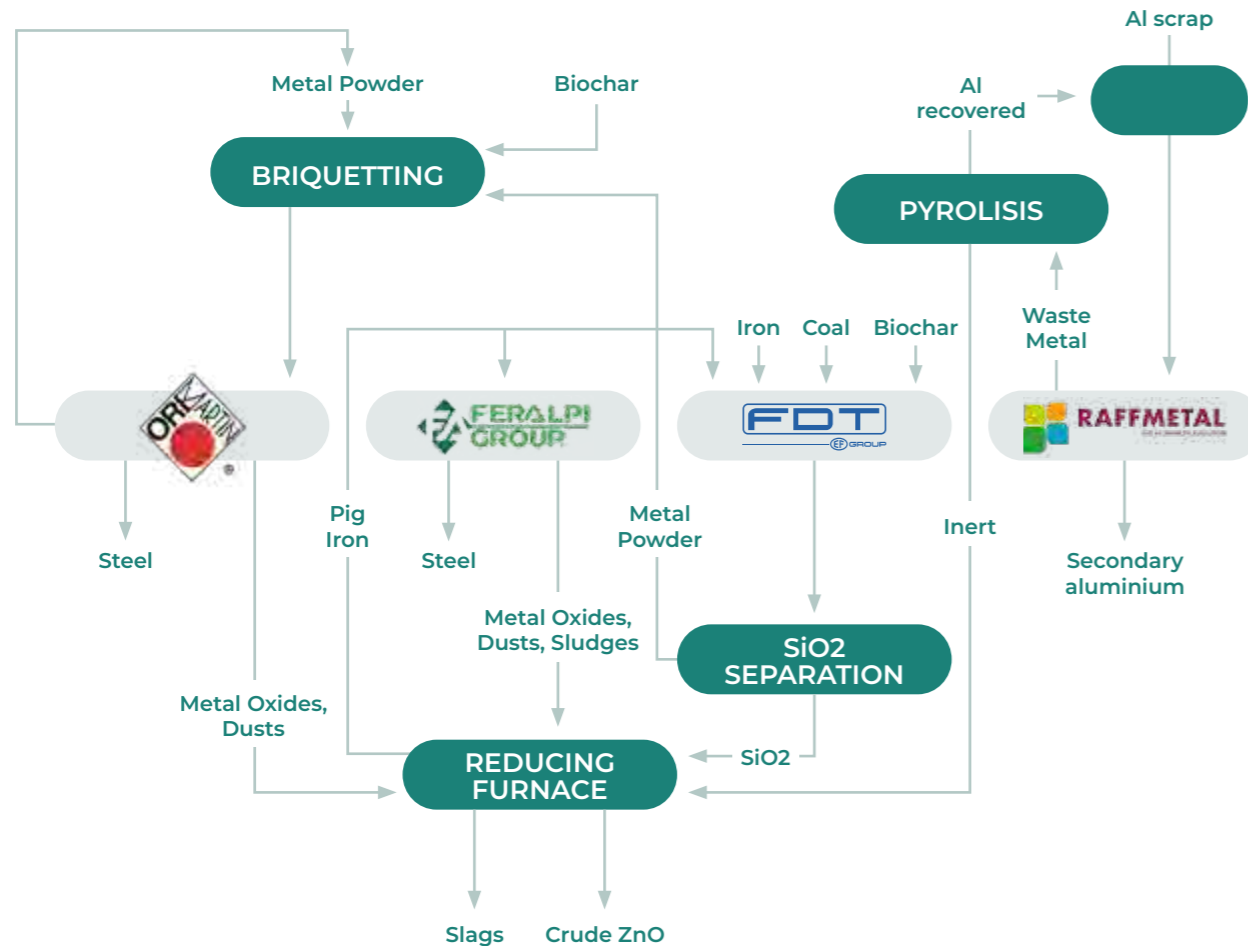 Al scrap
Metal Powder
Biochar
Al
recovered
BRIQUETTING
PYROLISIS
Iron
Coal
Biochar
Waste
Metal
ORI
MARTIN
®
FERALPI
GROUP
FDT
EF GROUP
RAFFMETAL
Pig
Iron
Metal
Powder
Inert
Steel
Steel
Secondary
aluminium
Metal Oxides,
Dusts, Sludges
SiO2
SEPARATION
Metal Oxides,
Dusts
REDUCING
FURNACE
SiO2
Slags
Crude ZnO